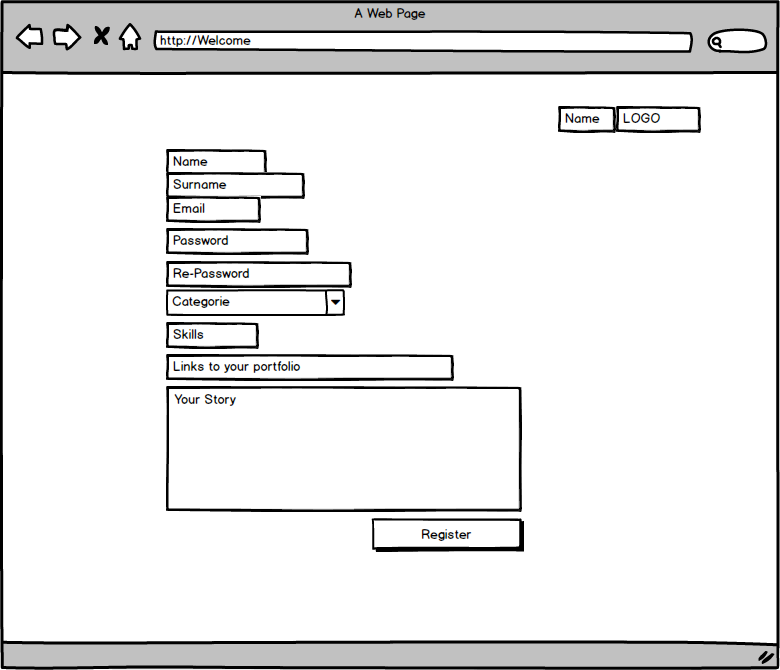 A Web Page
http://Welcome
Name LOGO
Name
Surname
Email
Password
Re-Password
Categorie
Skills
Links to your portfolio
Your Story
Register